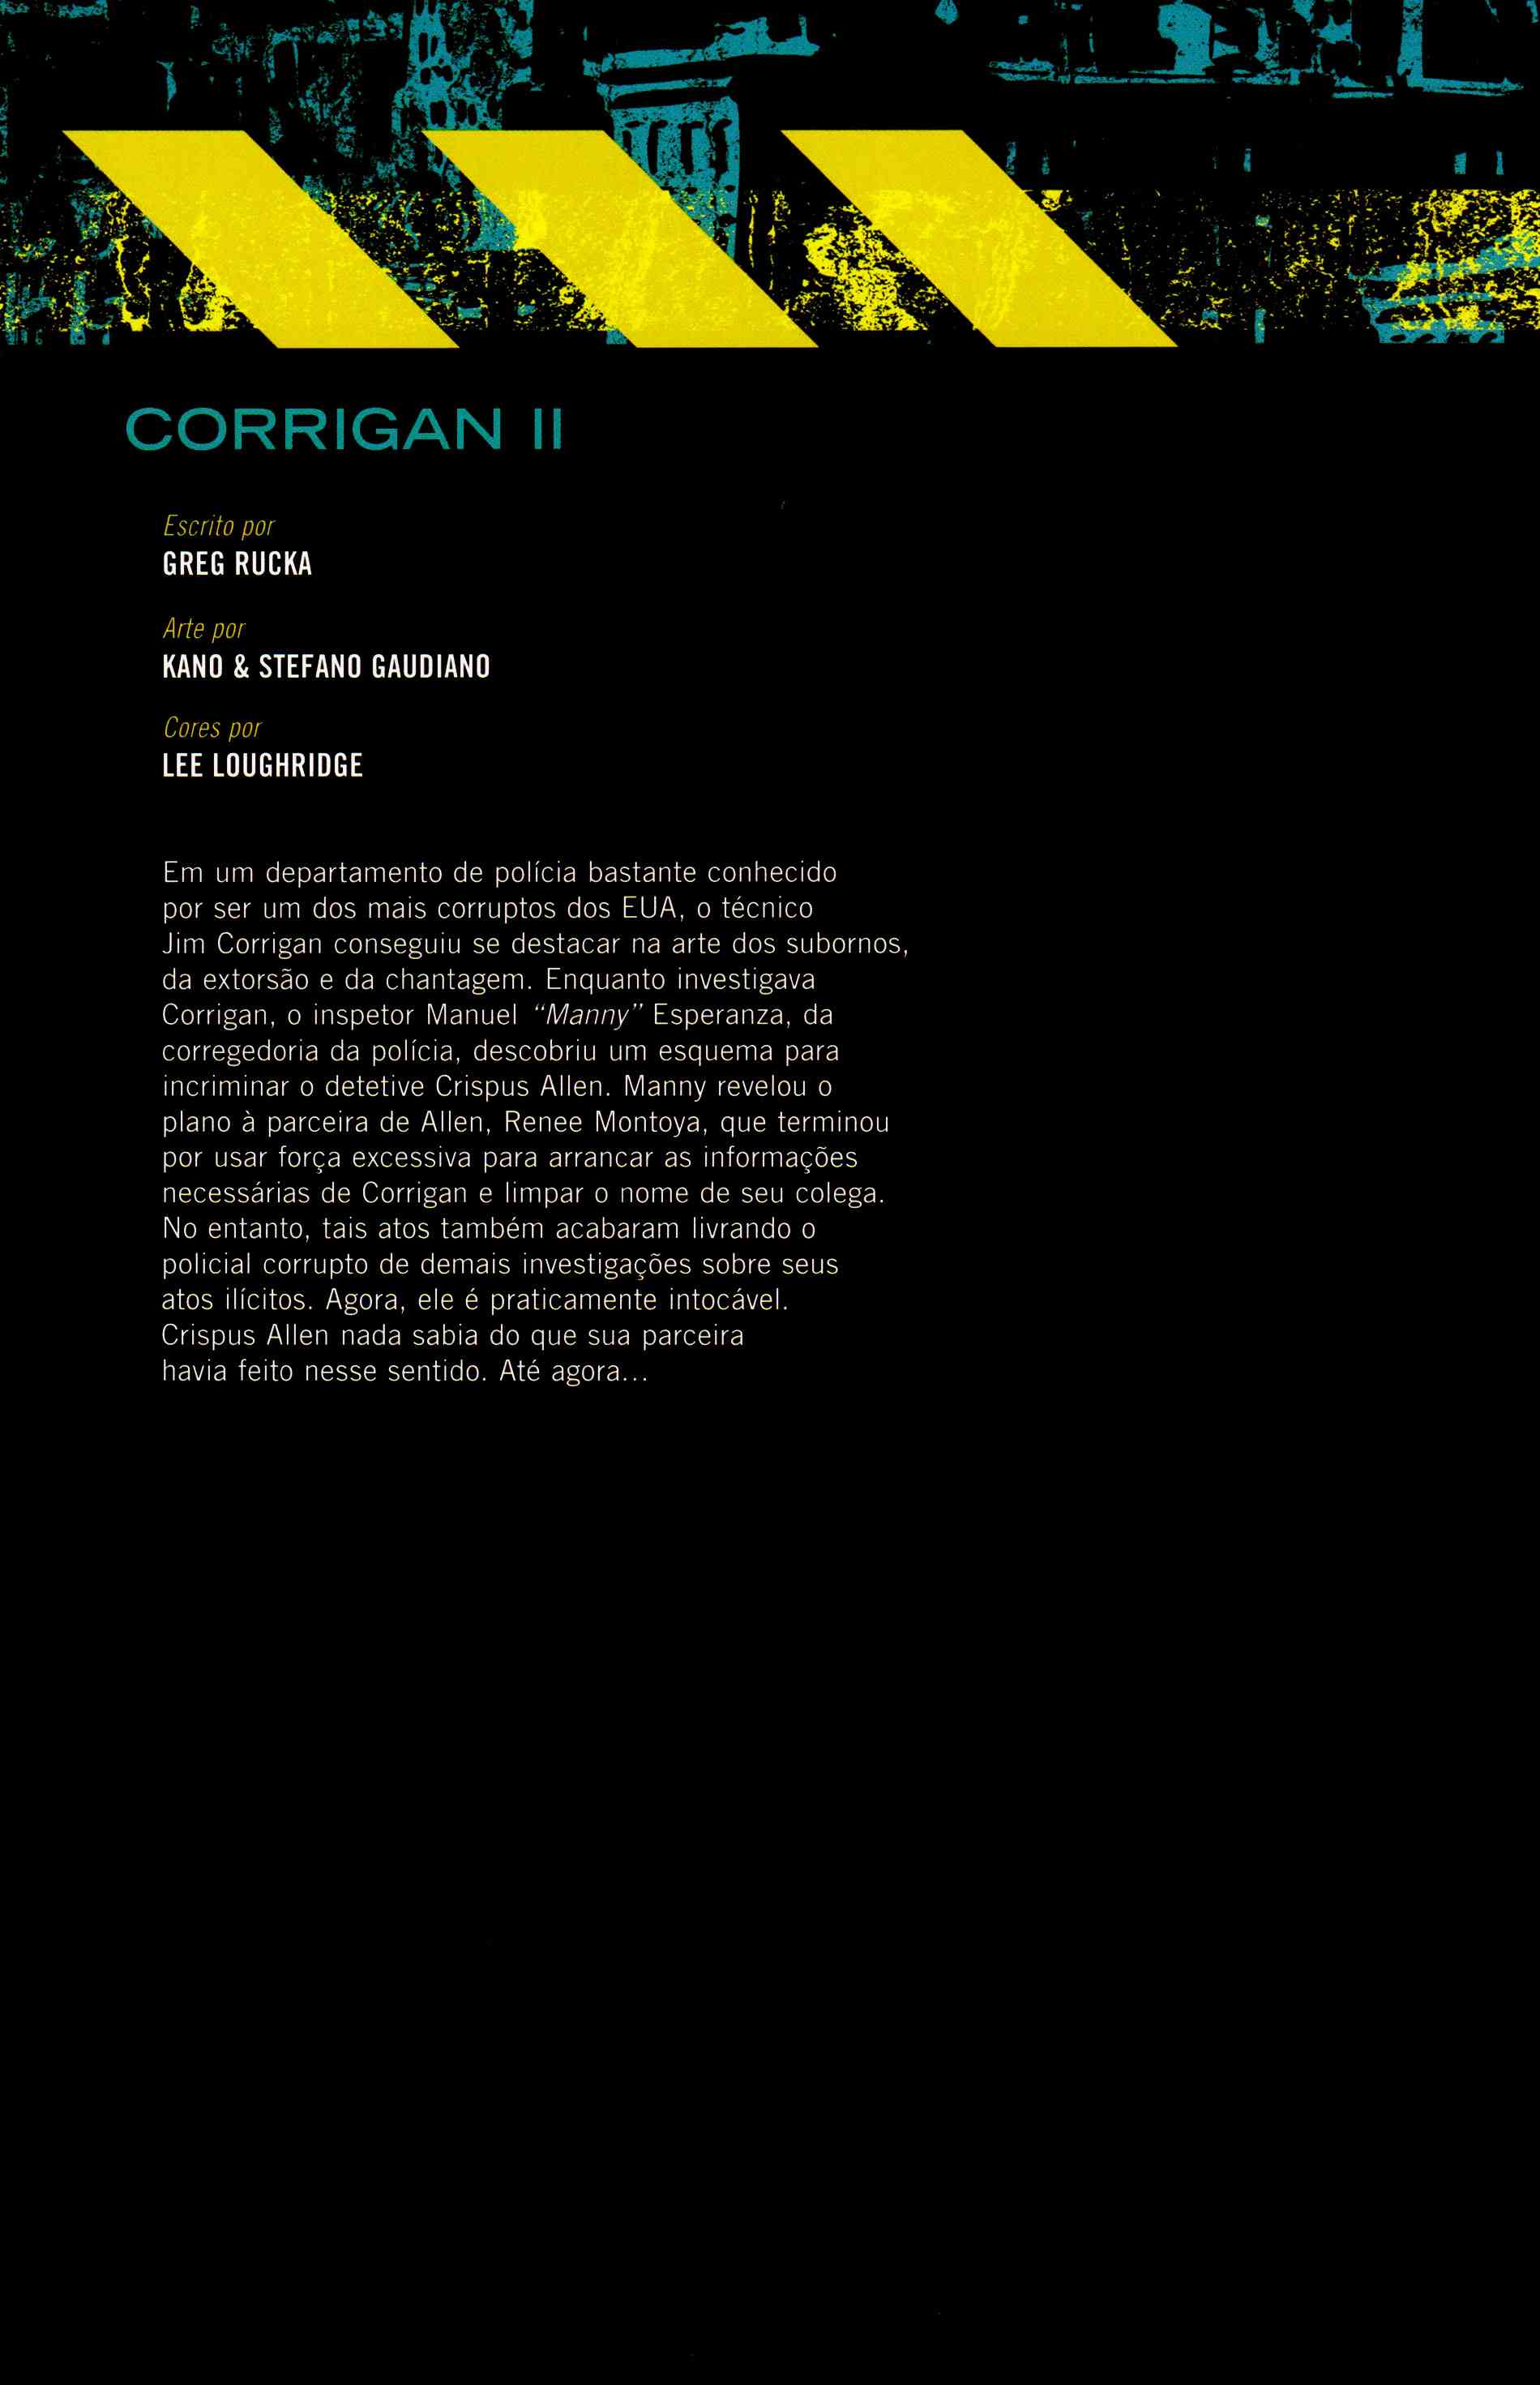 CORRIGAN II
Escrito por
GREG RUCKA
Arte por
KANO & STEFANO GAUDIANO
Cores por
LEE LOUGHRIDGE
Em um departamento de polícia bastante conhecido
por ser um dos mais corruptos dos EUA, o técnico
Jim Corrigan conseguiu se destacar na arte dos subornos,
da extorsão e da chantagem. Enquanto investigava
Corrigan, o inspetor Manuel “Manny” Esperanza, da
corregedoria da polícia, descobriu um esquema para
incriminar o detetive Crispus Allen. Manny revelou o
plano à parceira de Allen, Renee Montoya, que terminou
por usar força excessiva para arrancar as informações
necessárias de Corrigan e limpar o nome de seu colega.
No entanto, tais atos também acabaram livrando o
policial corrupto de demais investigações sobre seus
atos ilícitos. Agora, ele é praticamente intocável.
Crispus Allen nada sabia do que sua parceira
havia feito nesse sentido. Até agora...